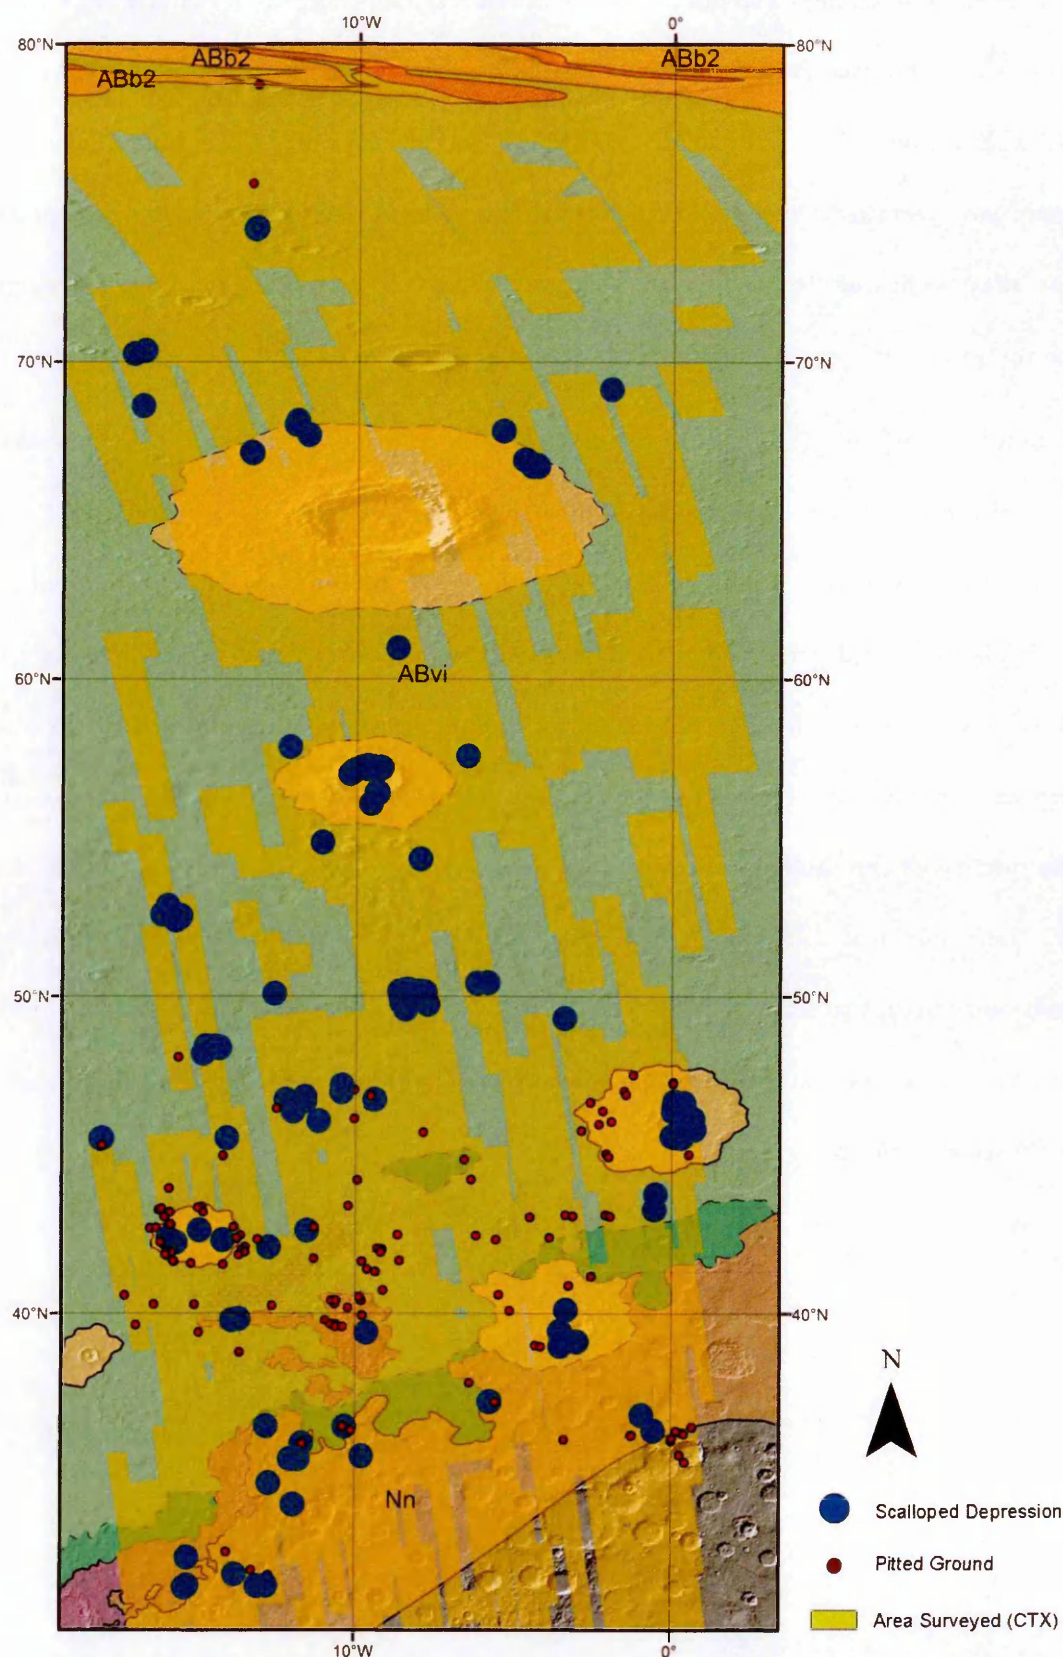 10°W 0°
80°N 80°N
ABb2 ABb2
ABb2
70°N 70°N
ABvi
60°N 60°N
50°N 50°N
40°N 40°N
N
Nn
Scalloped Depression
Pitted Ground
Area Surveyed (CTX)
10°W 0°